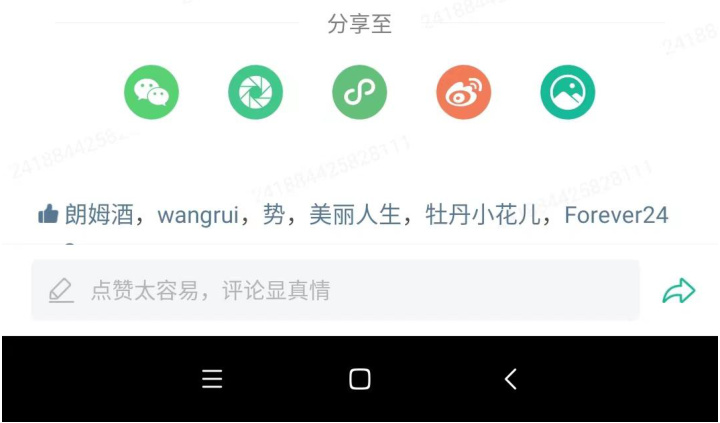 分享至
朗姆酒，wangrui，势，美丽人生，牡丹小花儿，Forever24
点赞太容易，评论显真情
241884425828111